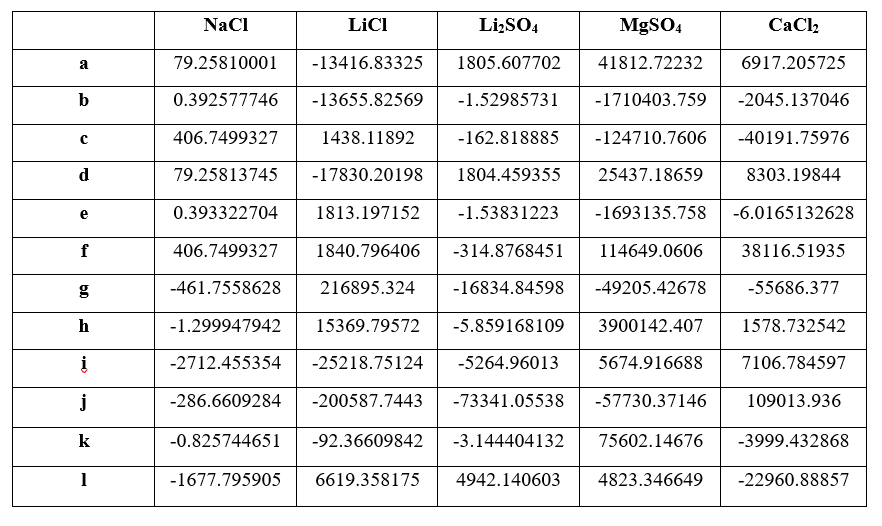 NaCl LiCl Li₂SO₄ MgSO₄ CaCl₂
a 79.25810001 -13416.83325 1805.607702 41812.72232 6917.205725
b 0.392577746 -13655.82569 -1.52985731 -1710403.759 -2045.137046
c 406.7499327 1438.11892 -162.818885 -124710.7606 -40191.75976
d 79.25813745 -17830.20198 1804.459355 25437.18659 8303.19844
e 0.393322704 1813.197152 -1.53831223 -1693135.758 -6.0165132628
f 406.7499327 1840.796406 -314.8768451 114649.0606 38116.51935
g -461.7558628 216895.324 -16834.84598 -49205.42678 -55686.377
h -1.299947942 15369.79572 -5.859168109 3900142.407 1578.732542
i -2712.455354 -25218.75124 -5264.96013 5674.916688 7106.784597
j -286.6609284 -200587.7443 -73341.05538 -57730.37146 109013.936
k -0.825744651 -92.36609842 -3.144404132 75602.14676 -3999.432868
l -1677.795905 6619.358175 4942.140603 4823.346649 -22960.88857